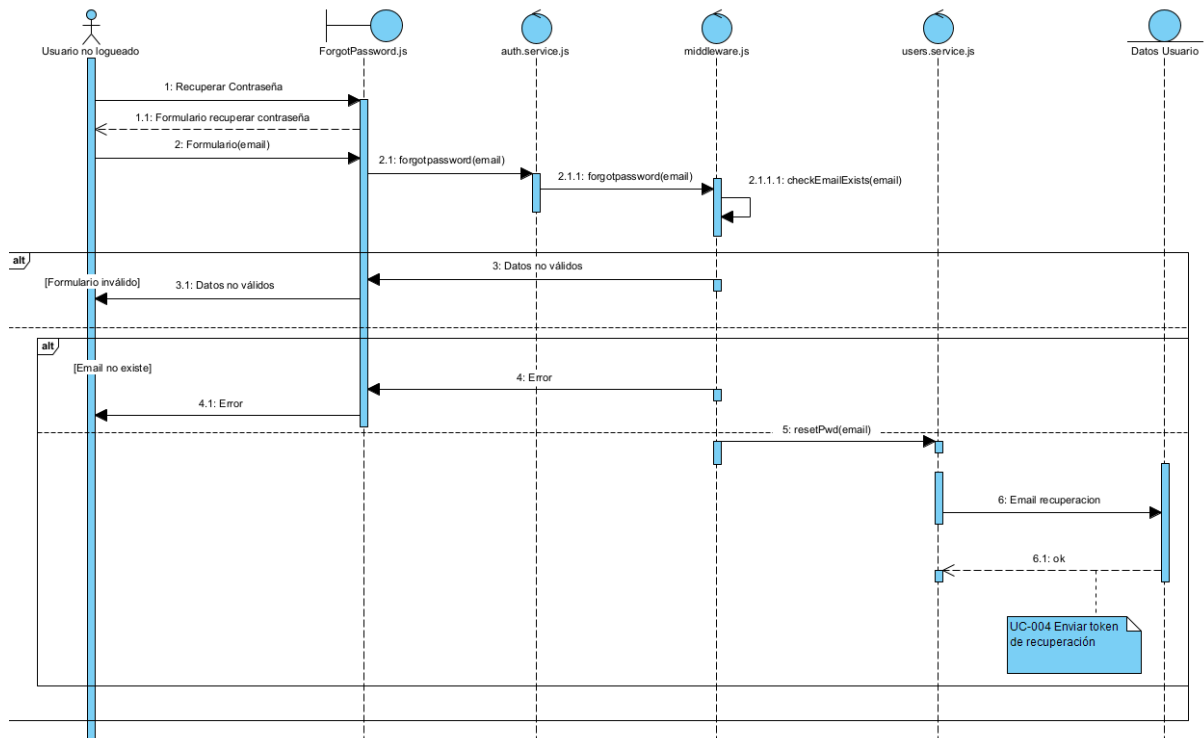 Usuario no logueado
ForgotPassword.js
auth.service.js
middleware.js
users.service.js
Datos Usuario
1: Recuperar Contraseña
1.1: Formulario recuperar contraseña
2: Formulario(email)
2.1: forgotpassword(email)
2.1.1: forgotpassword(email)
2.1.1.1: checkEmailExists(email)
alt
[Formulario inválido]
3: Datos no válidos
3.1: Datos no válidos
alt
[Email no existe]
4: Error
4.1: Error
5: resetPwd(email)
6: Email recuperacion
6.1: ok
UC-004 Enviar token
de recuperación